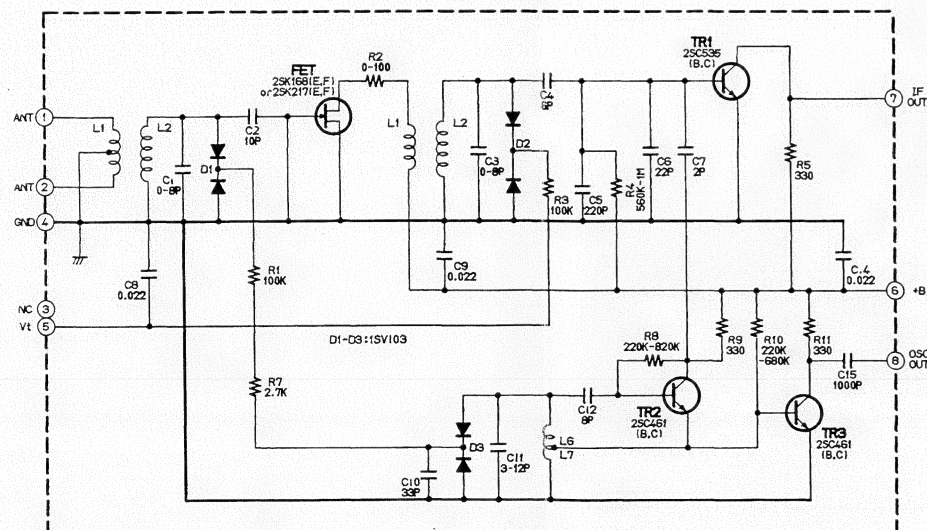 TR1
2SC535
(B,C)
FET
2SK168(E,F)
or 2SK217(E,F)
R2
0-100
7
IF
OUT
ANT
1
L1
L2
C2
10P
L1
L2
C4
6P
D2
C3
0-8P
C6
22P
C7
2P
R5
330
D1
C1
0-8P
ANT
2
R3
100K
C5
220P
R4
560K-1M
GND
4
C8
0.022
R1
100K
C9
0.022
C.4
0.022
6
+B
NC
3
Vt
5
D1-D3:1SV103
R8
220K-820K
R9
330
R10
220K
-680K
R11
330
8
OSC
OUT
C15
1000P
R7
2.7K
C12
8P
TR2
2SC461
(B,C)
TR3
2SC461
(B,C)
D3
C11
3-12P
L6
L7
C10
33P